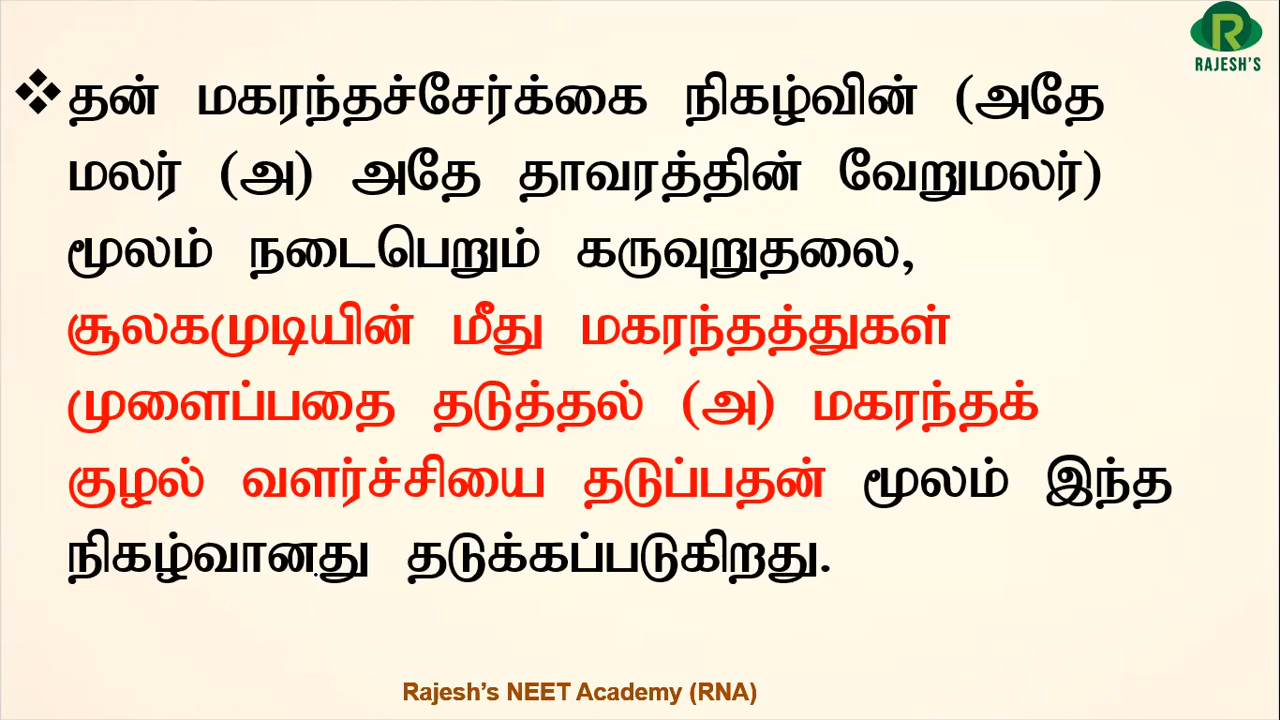 R
RAJESH'S
❖தன் மகரந்தச்சேர்க்கை நிகழ்வின் (அதே
மலர் (அ) அதே தாவரத்தின் வேறுமலர்)
மூலம் நடைபெறும் கருவுறுதலை,
சூலகமுடியின் மீது மகரந்தத்துகள்
முளைப்பதை தடுத்தல் (அ) மகரந்தக்
குழல் வளர்ச்சியை தடுப்பதன் மூலம் இந்த
நிகழ்வானது தடுக்கப்படுகிறது.
Rajesh's NEET Academy (RNA)